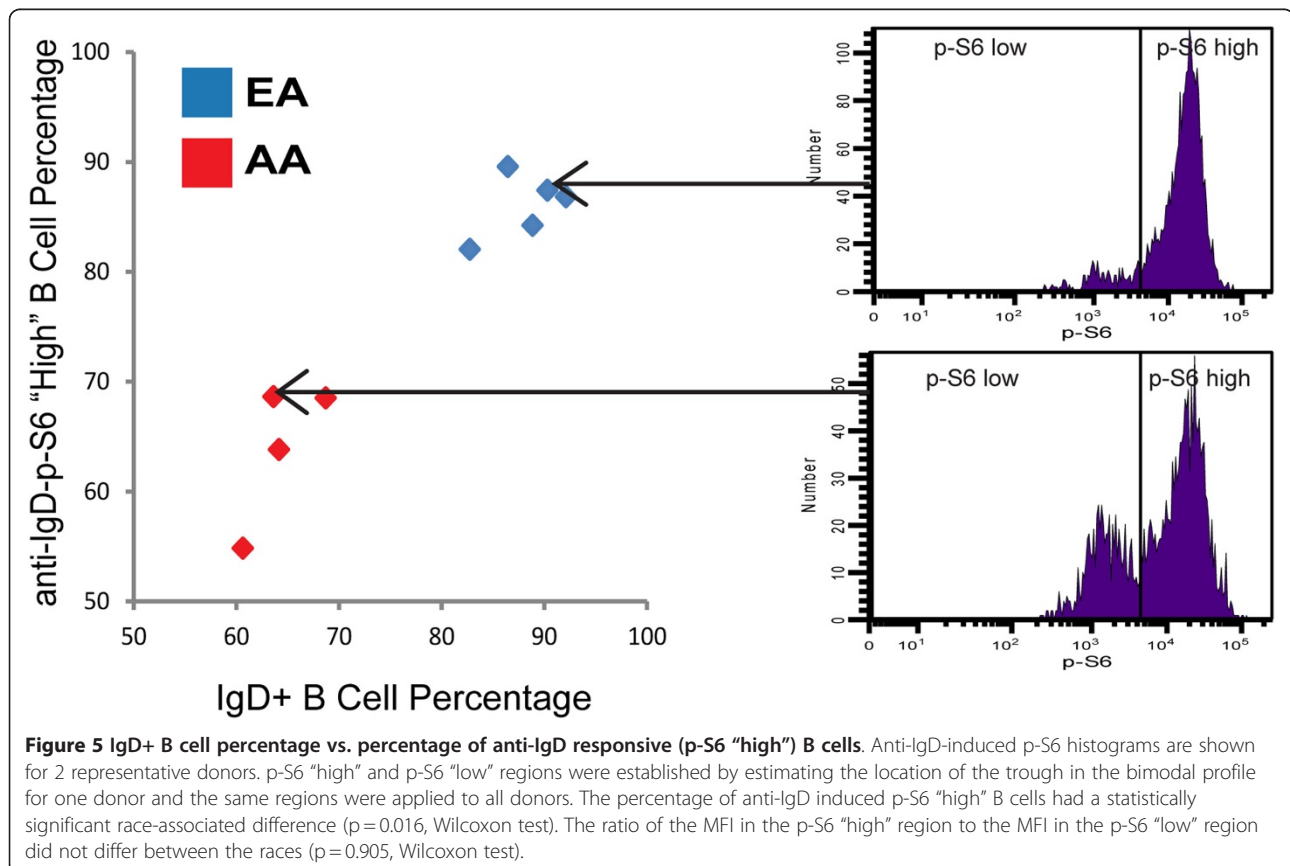 100
90
80
70
60
50
anti-IgD-p-S6 “High” B Cell Percentage
EA
AA
50 60 70 80 90 100
IgD+ B Cell Percentage
p-S6 low p-S6 high
Number
100
80
60
40
20
0
0 10¹ 10² 10³ 10⁴ 10⁵
p-S6
p-S6 low p-S6 high
Number
50
40
30
20
10
0
0 10¹ 10² 10³ 10⁴ 10⁵
p-S6
Figure 5 IgD+ B cell percentage vs. percentage of anti-IgD responsive (p-S6 “high”) B cells. Anti-IgD-induced p-S6 histograms are shown
for 2 representative donors. p-S6 “high” and p-S6 “low” regions were established by estimating the location of the trough in the bimodal profile
for one donor and the same regions were applied to all donors. The percentage of anti-IgD induced p-S6 “high” B cells had a statistically
significant race-associated difference (p = 0.016, Wilcoxon test). The ratio of the MFI in the p-S6 “high” region to the MFI in the p-S6 “low” region
did not differ between the races (p = 0.905, Wilcoxon test).